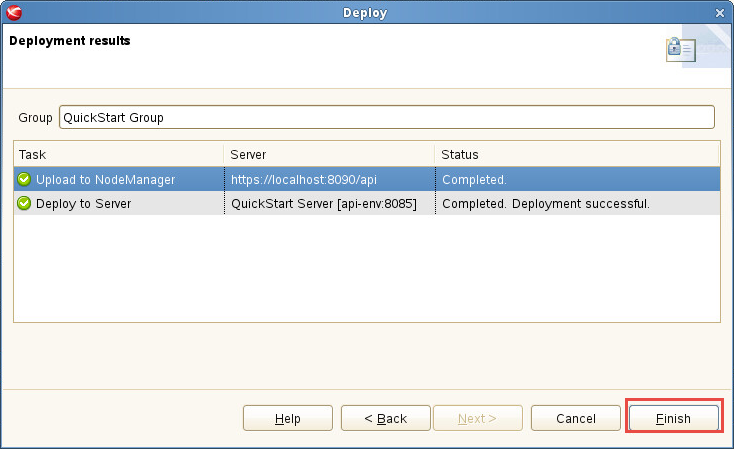 Deploy
Deployment results
Group QuickStart Group
Task Server Status
Upload to NodeManager https://localhost:8090/api Completed.
Deploy to Server QuickStart Server [api-env:8085] Completed. Deployment successful.
Help < Back Next > Cancel Finish